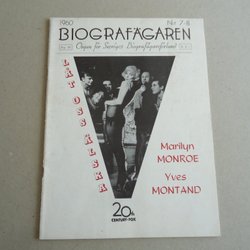 1960 Nr 7-8
BIOGRAFÄGAREN
Organ för Sveriges Biografägareförbund
LÅT OSS ÄLSKA
Marilyn
MONROE
Yves
MONTAND
20th
CENTURY-FOX